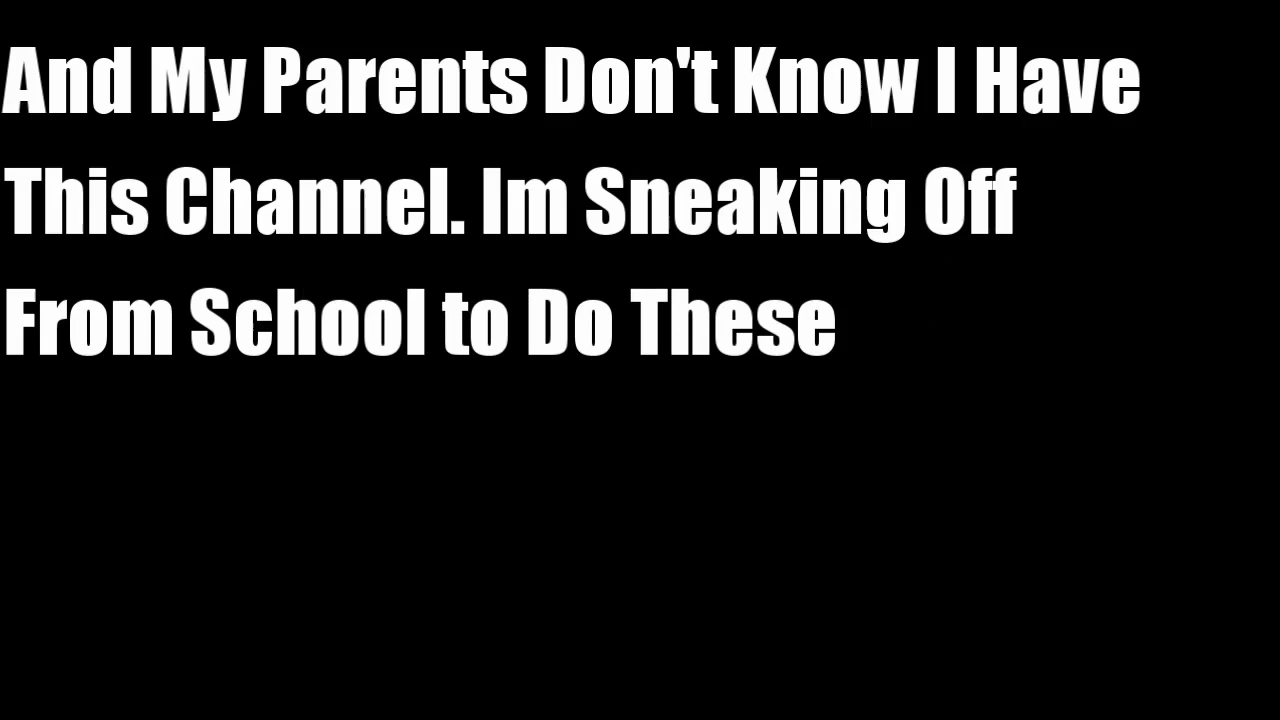 And My Parents Don't Know I Have
This Channel. Im Sneaking Off
From School to Do These